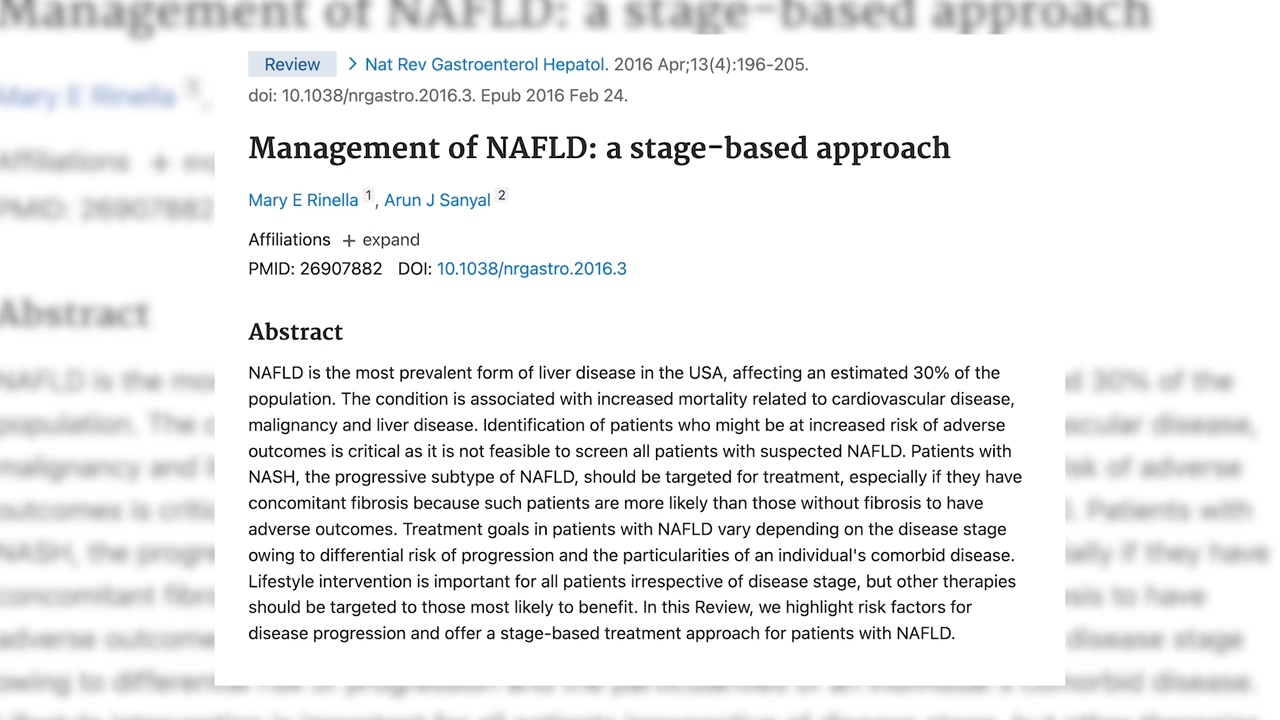 Management of NAFLD: a stage-based approach
Review > Nat Rev Gastroenterol Hepatol. 2016 Apr;13(4):196-205.
doi: 10.1038/nrgastro.2016.3. Epub 2016 Feb 24.
Management of NAFLD: a stage-based approach
Mary E Rinella 1, Arun J Sanyal 2
Affiliations + expand
PMID: 26907882 DOI: 10.1038/nrgastro.2016.3
Abstract
NAFLD is the most prevalent form of liver disease in the USA, affecting an estimated 30% of the
population. The condition is associated with increased mortality related to cardiovascular disease,
malignancy and liver disease. Identification of patients who might be at increased risk of adverse
outcomes is critical as it is not feasible to screen all patients with suspected NAFLD. Patients with
NASH, the progressive subtype of NAFLD, should be targeted for treatment, especially if they have
concomitant fibrosis because such patients are more likely than those without fibrosis to have
adverse outcomes. Treatment goals in patients with NAFLD vary depending on the disease stage
owing to differential risk of progression and the particularities of an individual's comorbid disease.
Lifestyle intervention is important for all patients irrespective of disease stage, but other therapies
should be targeted to those most likely to benefit. In this Review, we highlight risk factors for
disease progression and offer a stage-based treatment approach for patients with NAFLD.